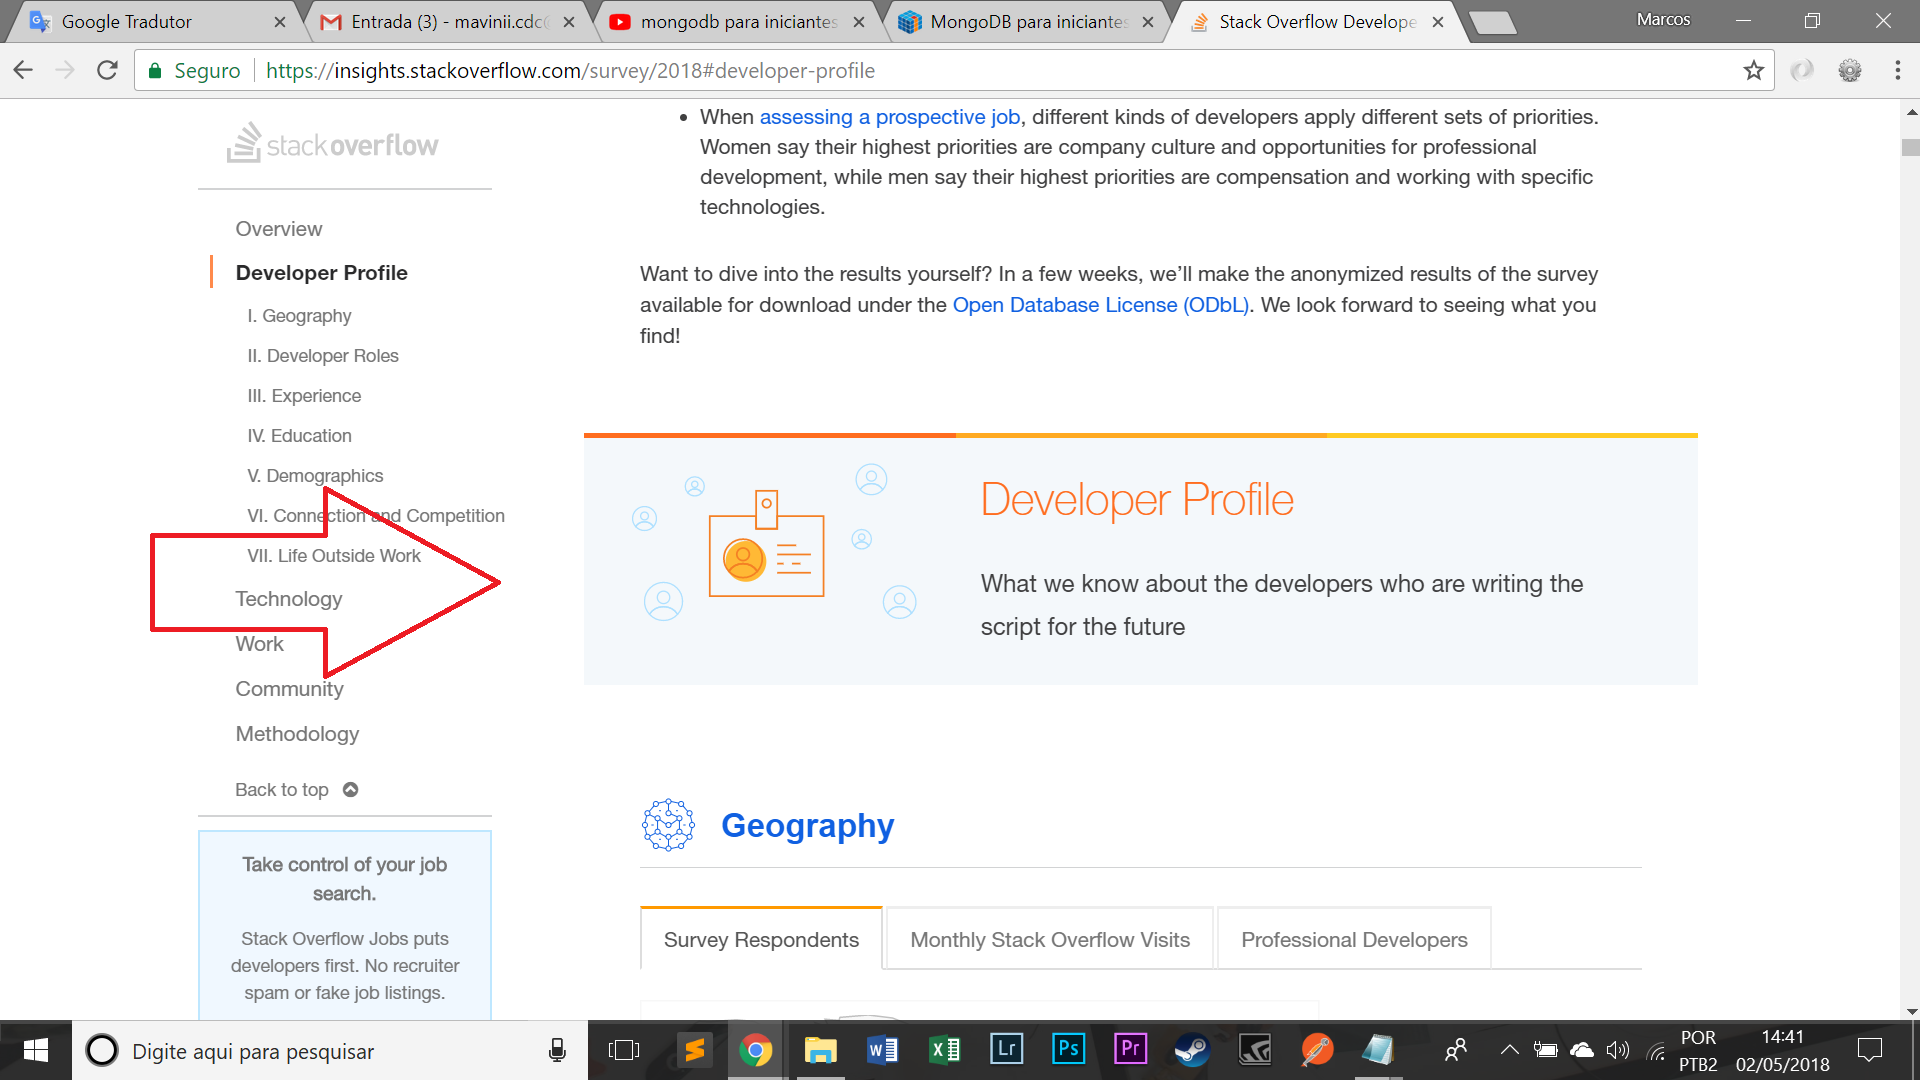 Google Tradutor
Entrada (3) - mavinii.cdc
mongodb para iniciantes
MongoDB para iniciantes
Stack Overflow Develope
Marcos
Seguro
https://insights.stackoverflow.com/survey/2018#developer-profile
stackoverflow
Overview
Developer Profile
I. Geography
II. Developer Roles
III. Experience
IV. Education
V. Demographics
VI. Connection and Competition
VII. Life Outside Work
Technology
Work
Community
Methodology
Back to top
Take control of your job
search.
Stack Overflow Jobs puts
developers first. No recruiter
spam or fake job listings.
When assessing a prospective job, different kinds of developers apply different sets of priorities.
Women say their highest priorities are company culture and opportunities for professional
development, while men say their highest priorities are compensation and working with specific
technologies.
Want to dive into the results yourself? In a few weeks, we’ll make the anonymized results of the survey
available for download under the Open Database License (ODbL). We look forward to seeing what you
find!
Developer Profile
What we know about the developers who are writing the
script for the future
Geography
Survey Respondents
Monthly Stack Overflow Visits
Professional Developers
Digite aqui para pesquisar
Lr
Ps
Pr
POR
PTB2
14:41
02/05/2018